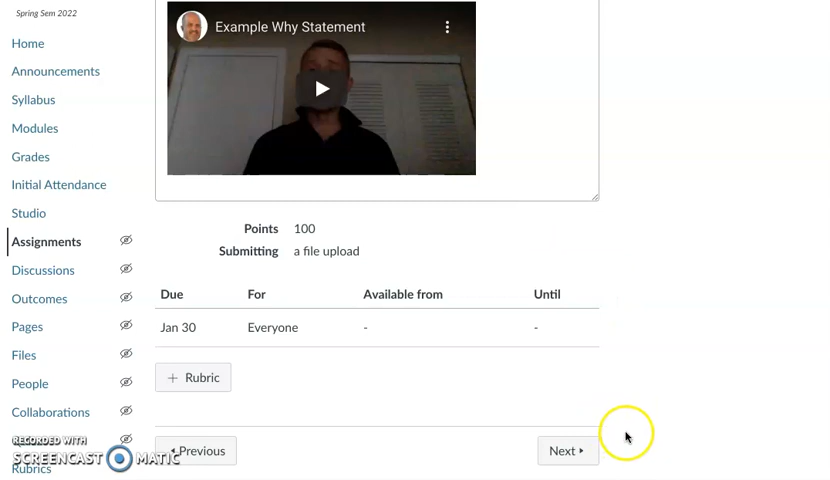 Spring Sem 2022
Home
Announcements
Syllabus
Modules
Grades
Initial Attendance
Studio
Assignments
Discussions
Outcomes
Pages
Files
People
Collaborations
RECORDED WITH
SCREENCAST MATIC
Rubrics
Example Why Statement
Points 100
Submitting a file upload
Due For Available from Until
Jan 30 Everyone - -
+ Rubric
Previous
Next